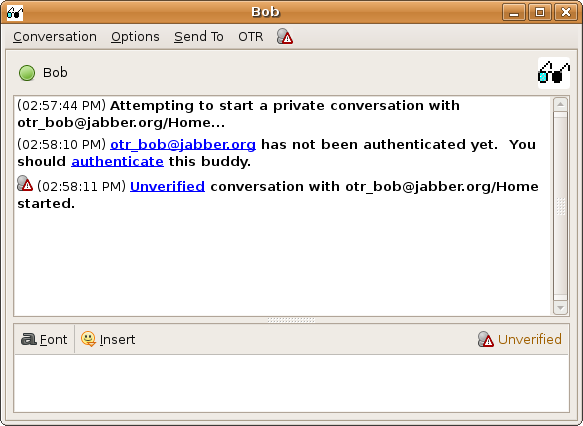 Bob
Conversation Options Send To OTR
Bob
(02:57:44 PM) Attempting to start a private conversation with
otr_bob@jabber.org/Home...
(02:58:10 PM) otr_bob@jabber.org has not been authenticated yet.  You
should authenticate this buddy.
(02:58:11 PM) Unverified conversation with otr_bob@jabber.org/Home
started.
Font Insert Unverified